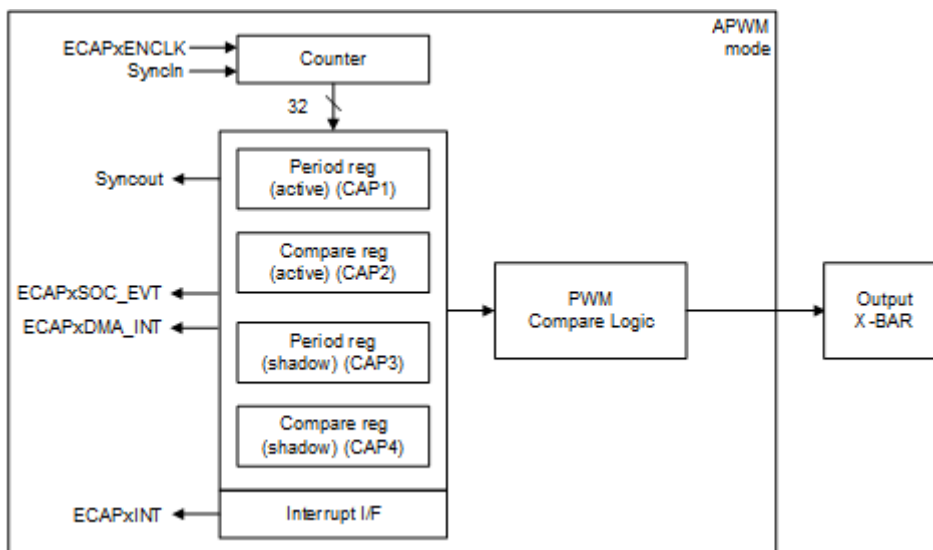 APWM
mode
ECAPxENCLK
SyncIn
Counter
32
Syncout
Period reg
(active) (CAP1)
Compare reg
(active) (CAP2)
ECAPxSOC_EVT
ECAPxDMA_INT
Period reg
(shadow) (CAP3)
Compare reg
(shadow) (CAP4)
ECAPxINT
Interrupt I/F
PWM
Compare Logic
Output
X-BAR